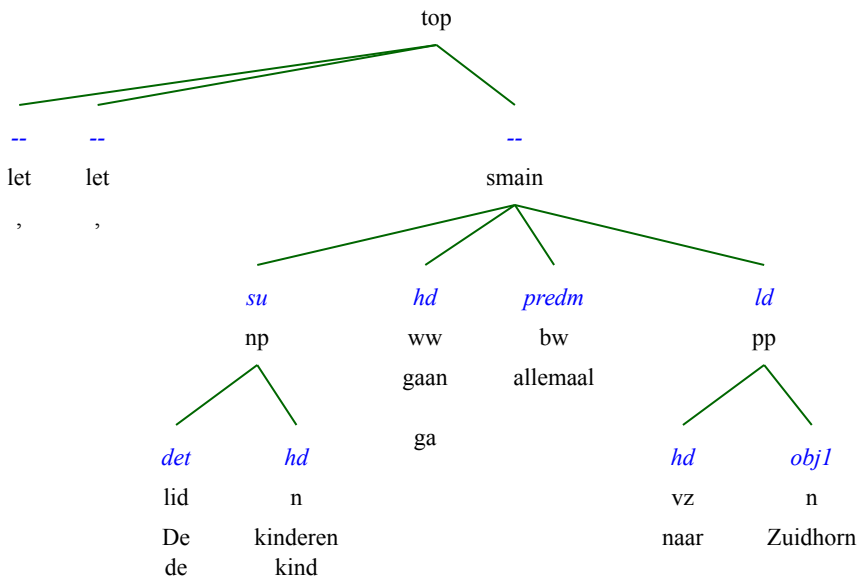 top
-- -- --
let let smain
, ,
su hd predm ld
np ww bw pp
gaan allemaal
ga
det hd hd obj1
lid n vz n
De kinderen naar Zuidhorn
de kind